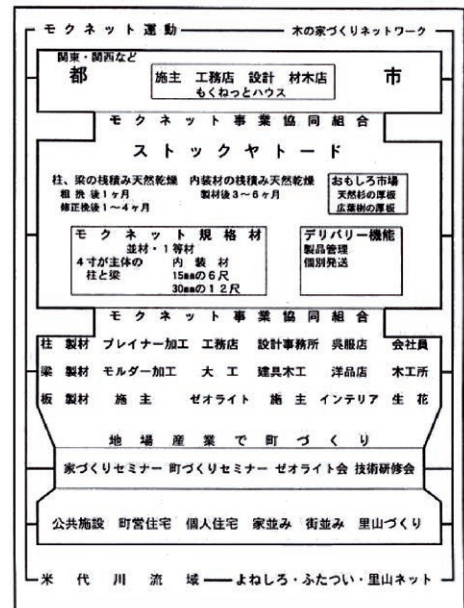 モクネット運動 木の家づくりネットワーク
関東・関西など
都 市
施主 工務店 設計 材木店
もくねっとハウス
モクネット事業協同組合
ストックヤード
柱、梁の桟積み天然乾燥 内装材の桟積み天然乾燥
粗挽後1ヶ月 製材後3~6ヶ月
修正挽後1~4ヶ月
おもしろ市場
天然杉の厚板
広葉樹の厚板
モクネット規格材
並材・1等材
4寸が主体の 内装材
柱と梁 15㎜の6尺
30㎜の12尺
デリバリー機能
製品管理
個別発送
モクネット事業協同組合
柱 製材 プレイナー加工 工務店 設計事務所 呉服店 会社員
梁 製材 モルダー加工 大工 建具木工 洋品店 木工所
板 製材 施主 ゼオライト 施主 インテリア 生花
地場産業で町づくり
家づくりセミナー 町づくりセミナー ゼオライト会 技術研修会
公共施設 町営住宅 個人住宅 家並み 街並み 里山づくり
米代川流域 よねしろ・ふたつい・里山ネット